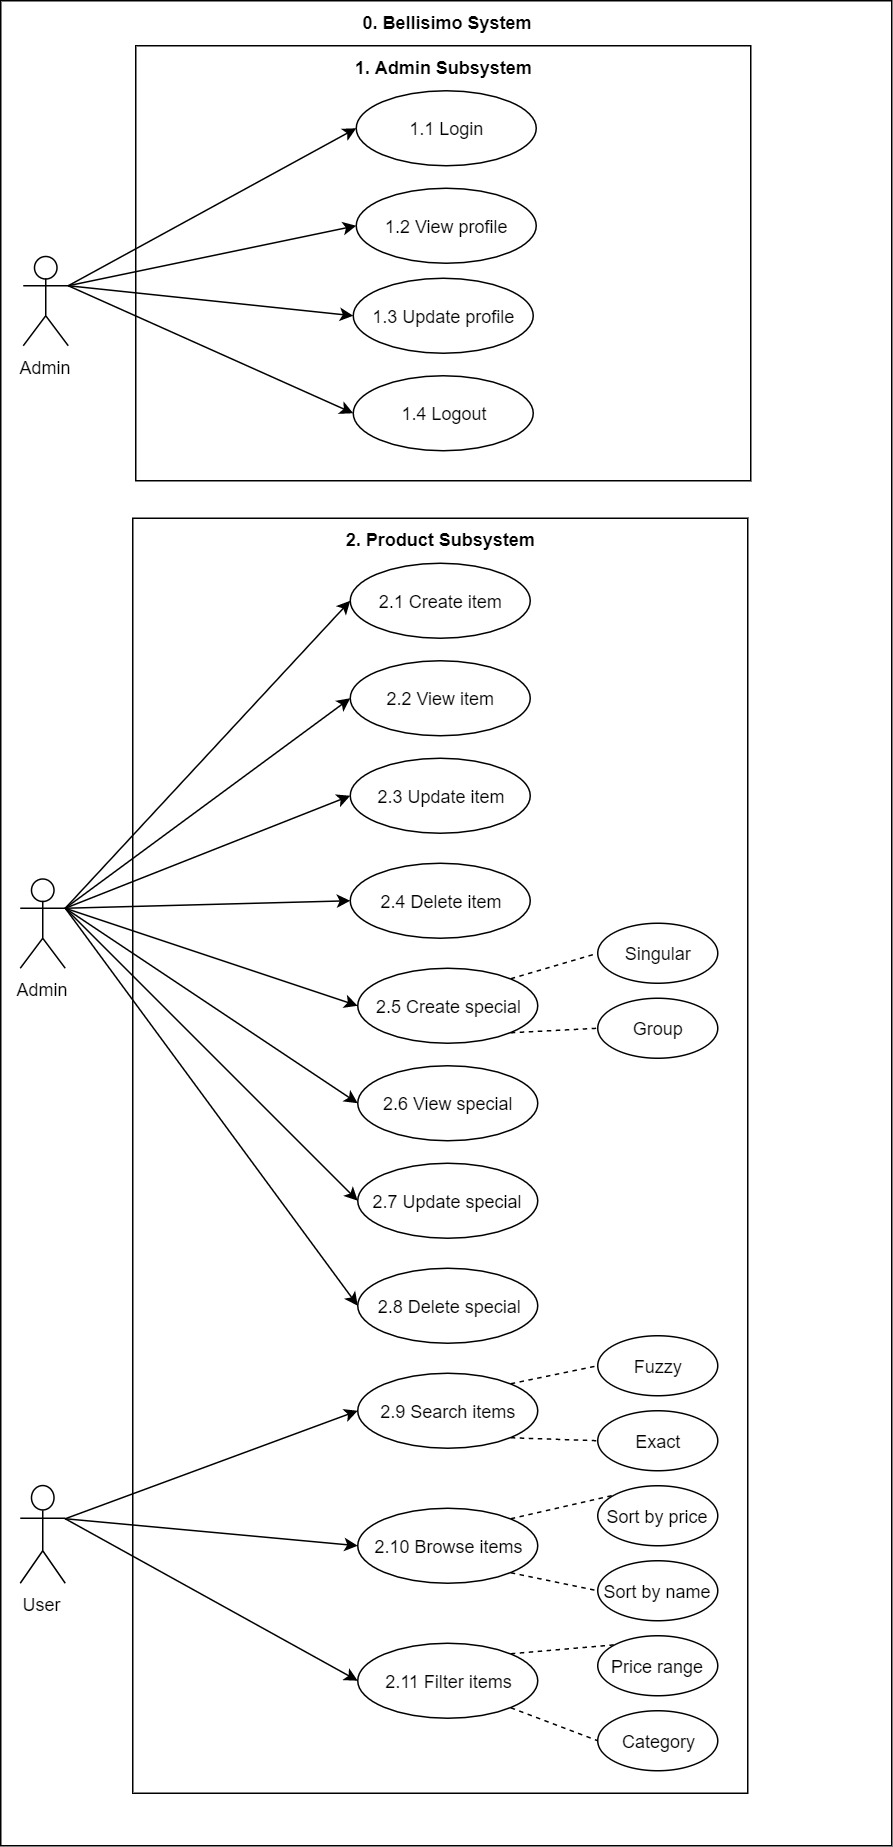 0. Bellisimo System
1. Admin Subsystem
1.1 Login
1.2 View profile
1.3 Update profile
Admin
1.4 Logout
2. Product Subsystem
2.1 Create item
2.2 View item
2.3 Update item
2.4 Delete item
Admin
Singular
2.5 Create special
Group
2.6 View special
2.7 Update special
2.8 Delete special
Fuzzy
2.9 Search items
Exact
Sort by price
2.10 Browse items
Sort by name
User
Price range
2.11 Filter items
Category